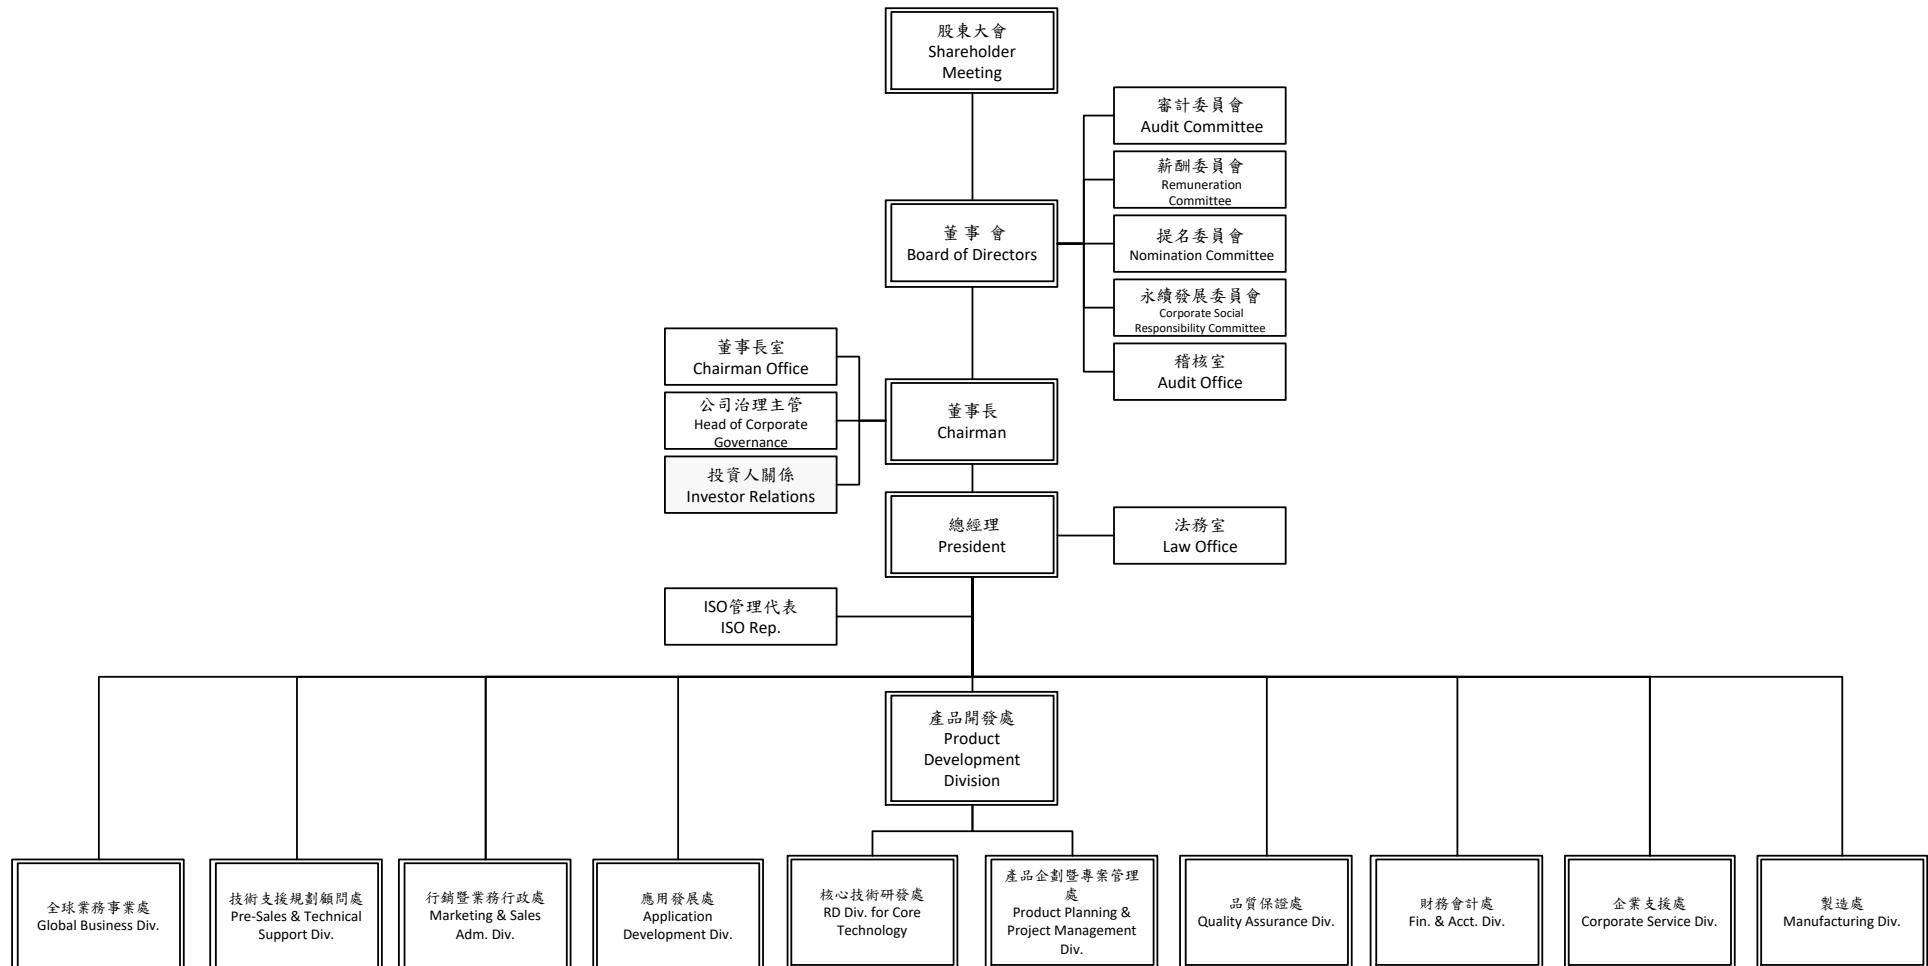 股東大會
Shareholder
Meeting
審計委員會
Audit Committee
薪酬委員會
Remuneration
Committee
董 事 會
Board of Directors
提名委員會
Nomination Committee
永續發展委員會
Corporate Social
Responsibility Committee
稽核室
Audit Office
董事長室
Chairman Office
公司治理主管
Head of Corporate
Governance
投資人關係
Investor Relations
董事長
Chairman
總經理
President
法務室
Law Office
ISO管理代表
ISO Rep.
產品開發處
Product
Development
Division
全球業務事業處
Global Business Div.
技術支援規劃顧問處
Pre-Sales & Technical
Support Div.
行銷暨業務行政處
Marketing & Sales
Adm. Div.
應用發展處
Application
Development Div.
核心技術研發處
RD Div. for Core
Technology
產品企劃暨專案管理
處
Product Planning &
Project Management
Div.
品質保證處
Quality Assurance Div.
財務會計處
Fin. & Acct. Div.
企業支援處
Corporate Service Div.
製造處
Manufacturing Div.